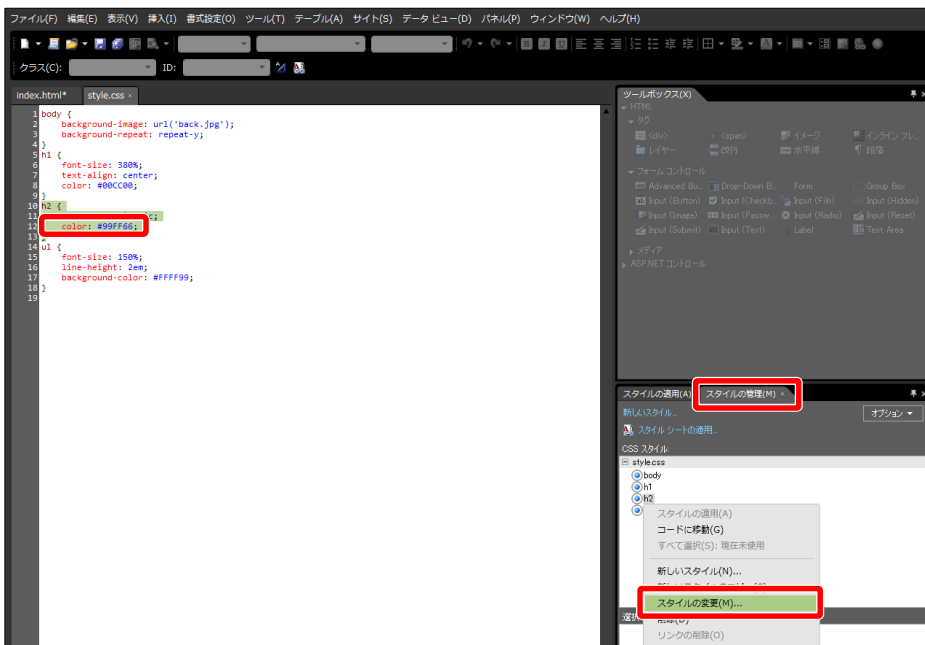 ファイル(F) 編集(E) 表示(V) 挿入(I) 書式設定(O) ツール(T) テーブル(A) サイト(S) データ ビュー(D) パネル(P) ウィンドウ(W) ヘルプ(H)
クラス(C): ID:
index.html* style.css ×
1 body {
2 background-image: url('back.jpg');
3 background-repeat: repeat-y;
4 }
5 h1 {
6 font-size: 380%;
7 text-align: center;
8 color: #00CC00;
9 }
10 h2 {
11
12 color: #99FF66;
13
14 ul {
15 font-size: 150%;
16 line-height: 2em;
17 background-color: #FFFF99;
18 }
19
ツールボックス(X)
HTML
タグ
<div> <span> イメージ インライン フレ...
レイヤー 改行 水平線 段落
フォーム コントロール
Advanced Bu... Drop-Down B... Form Group Box
Input (Button) Input (Checkb... Input (File) Input (Hidden)
Input (Image) Input (Passw... Input (Radio) Input (Reset)
Input (Submit) Input (Text) Label Text Area
メディア
ASP.NET コントロール
スタイルの適用(A) スタイルの管理(M) ×
新しいスタイル... オプション
スタイル シートの適用...
CSS スタイル:
style.css
body
h1
h2
スタイルの適用(A)
コードに移動(G)
すべて選択(S): 現在未使用
新しいスタイル(N)...
スタイルの変更(M)...
削除(D)
リンクの削除(O)